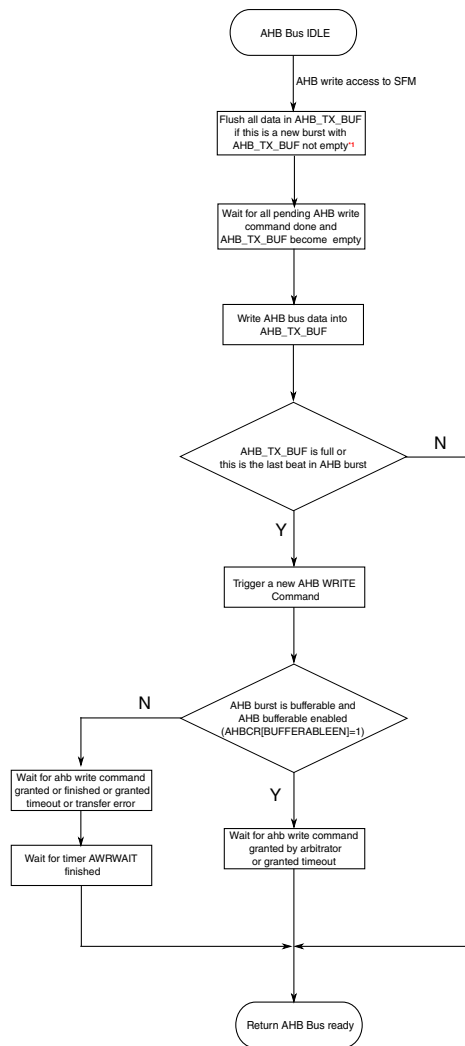 AHB Bus IDLE
AHB write access to SFM
Flush all data in AHB_TX_BUF
if this is a new burst with
AHB_TX_BUF not empty*1
Wait for all pending AHB write
command done and
AHB_TX_BUF become empty
Write AHB bus data into
AHB_TX_BUF
AHB_TX_BUF is full or
this is the last beat in AHB burst
N
Y
Trigger a new AHB WRITE
Command
AHB burst is bufferable and
AHB bufferable enabled
(AHBCR[BUFFERABLEEN]=1)
N
Y
Wait for ahb write command
granted or finished or granted
timeout or transfer error
Wait for ahb write command
granted by arbitrator
or granted timeout
Wait for timer AWRWAIT
finished
Return AHB Bus ready